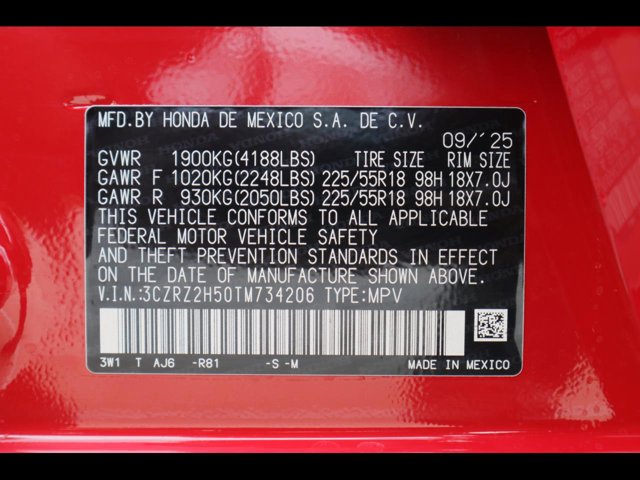 MFD.BY HONDA DE MEXICO S.A. DE C.V.
09/´25
GVWR 1900KG(4188LBS) TIRE SIZE RIM SIZE
GAWR F 1020KG(2248LBS) 225/55R18 98H 18X7.0J
GAWR R 930KG(2050LBS) 225/55R18 98H 18X7.0J
THIS VEHICLE CONFORMS TO ALL APPLICABLE
FEDERAL MOTOR VEHICLE SAFETY
AND THEFT PREVENTION STANDARDS IN EFFECT
ON THE DATE OF MANUFACTURE SHOWN ABOVE.
V.I.N.:3CZRZ2H50TM734206 TYPE:MPV
3W1 T AJ6 -R81 -S -M MADE IN MEXICO